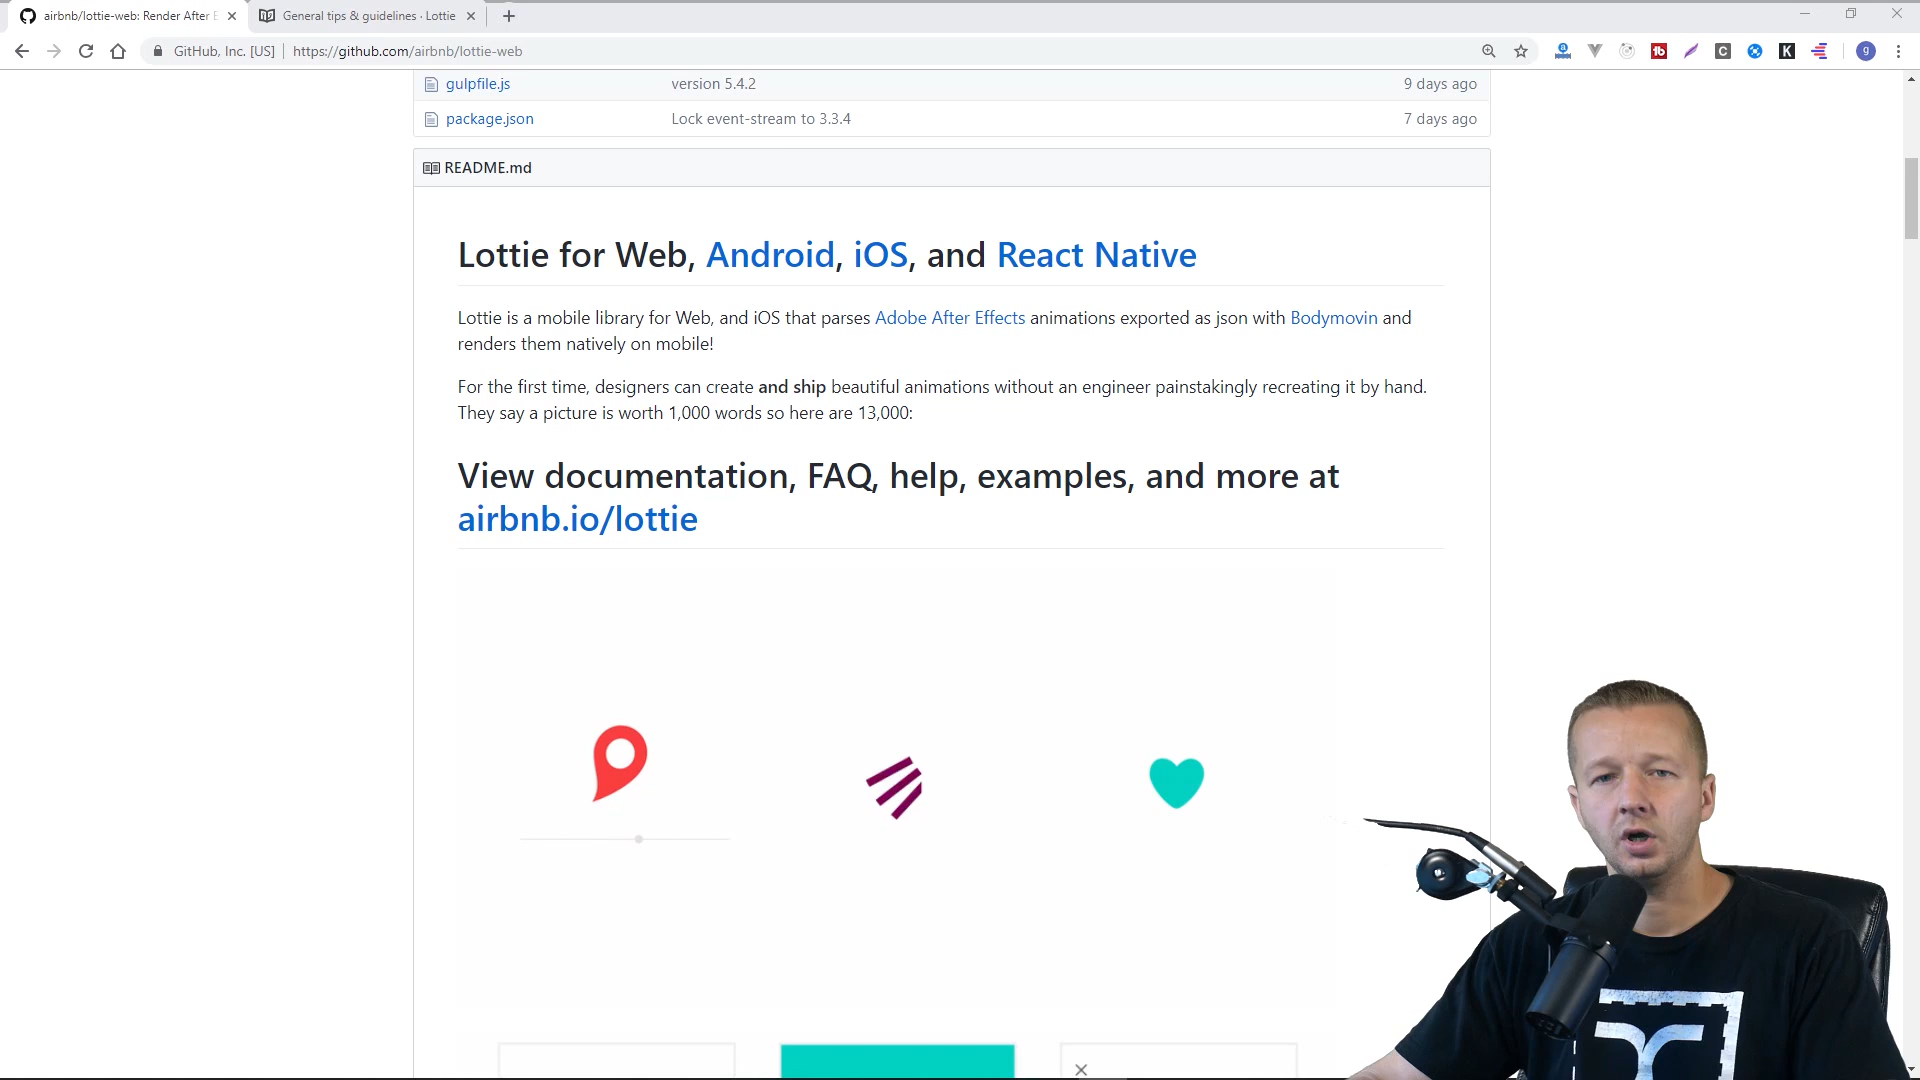 airbnb/lottie-web: Render After E
General tips & guidelines · Lottie
GitHub, Inc. [US] https://github.com/airbnb/lottie-web
gulpfile.js version 5.4.2 9 days ago
package.json Lock event-stream to 3.3.4 7 days ago
README.md
Lottie for Web, Android, iOS, and React Native
Lottie is a mobile library for Web, and iOS that parses Adobe After Effects animations exported as json with Bodymovin and
renders them natively on mobile!
For the first time, designers can create and ship beautiful animations without an engineer painstakingly recreating it by hand.
They say a picture is worth 1,000 words so here are 13,000:
View documentation, FAQ, help, examples, and more at
airbnb.io/lottie